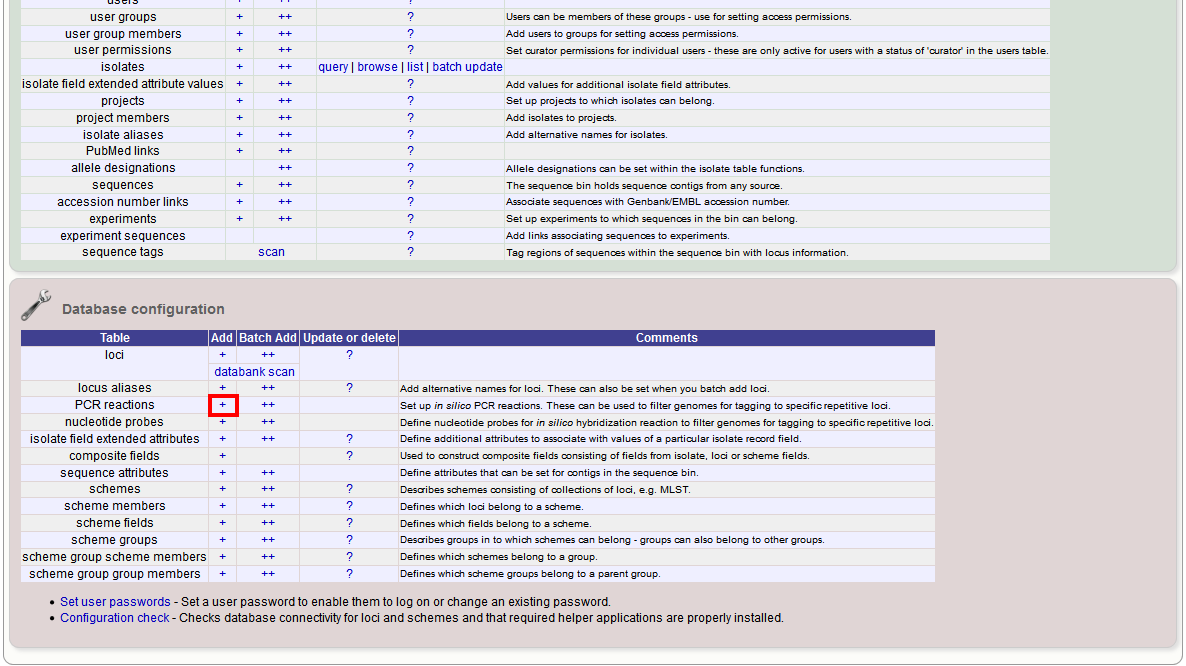 users ?
user groups + ++ ? Users can be members of these groups - use for setting access permissions.
user group members + ++ ? Add users to groups for setting access permissions.
user permissions + ++ ? Set curator permissions for individual users - these are only active for users with a status of 'curator' in the users table.
isolates + ++ query | browse | list | batch update
isolate field extended attribute values + ++ ? Add values for additional isolate field attributes.
projects + ++ ? Set up projects to which isolates can belong.
project members + ++ ? Add isolates to projects.
isolate aliases + ++ ? Add alternative names for isolates.
PubMed links + ++ ?
allele designations ++ ? Allele designations can be set within the isolate table functions.
sequences + ++ ? The sequence bin holds sequence contigs from any source.
accession number links + ++ ? Associate sequences with Genbank/EMBL accession number.
experiments + ++ ? Set up experiments to which sequences in the bin can belong.
experiment sequences ? Add links associating sequences to experiments.
sequence tags scan ? Tag regions of sequences within the sequence bin with locus information.
Database configuration
Table Add Batch Add Update or delete Comments
loci + ++ ?
databank scan
locus aliases + ++ ? Add alternative names for loci. These can also be set when you batch add loci.
PCR reactions + ++ Set up in silico PCR reactions. These can be used to filter genomes for tagging to specific repetitive loci.
nucleotide probes + ++ Define nucleotide probes for in silico hybridization reaction to filter genomes for tagging to specific repetitive loci.
isolate field extended attributes + ++ ? Define additional attributes to associate with values of a particular isolate record field.
composite fields + ? Used to construct composite fields consisting of fields from isolate, loci or scheme fields.
sequence attributes + ++ Define attributes that can be set for contigs in the sequence bin.
schemes + ++ ? Describes schemes consisting of collections of loci, e.g. MLST.
scheme members + ++ ? Defines which loci belong to a scheme.
scheme fields + ++ ? Defines which fields belong to a scheme.
scheme groups + ++ ? Describes groups in to which schemes can belong - groups can also belong to other groups.
scheme group scheme members + ++ ? Defines which schemes belong to a group.
scheme group group members + ++ ? Defines which scheme groups belong to a parent group.
• Set user passwords - Set a user password to enable them to log on or change an existing password.
• Configuration check - Checks database connectivity for loci and schemes and that required helper applications are properly installed.